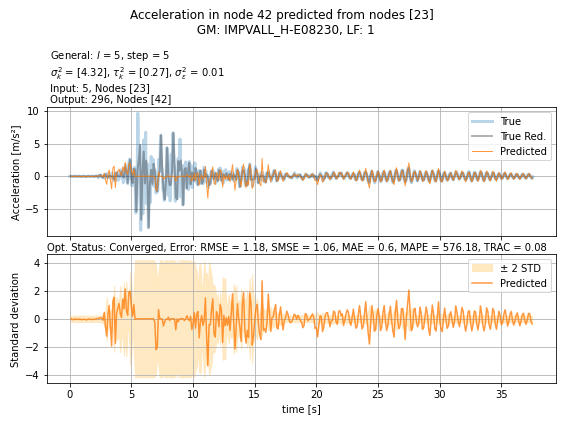 Acceleration in node 42 predicted from nodes [23]
GM: IMPVALL_H-E08230, LF: 1
General: l = 5, step = 5
σ²ₖ = [4.32], τ²ₖ = [0.27], σ²ε = 0.01
Input: 5, Nodes [23]
Output: 296, Nodes [42]
10
5
0
−5
Acceleration [m/s²]
True
True Red.
Predicted
Opt. Status: Converged, Error: RMSE = 1.18, SMSE = 1.06, MAE = 0.6, MAPE = 576.18, TRAC = 0.08
4
2
0
−2
−4
Standard deviation
± 2 STD
Predicted
0 5 10 15 20 25 30 35
time [s]